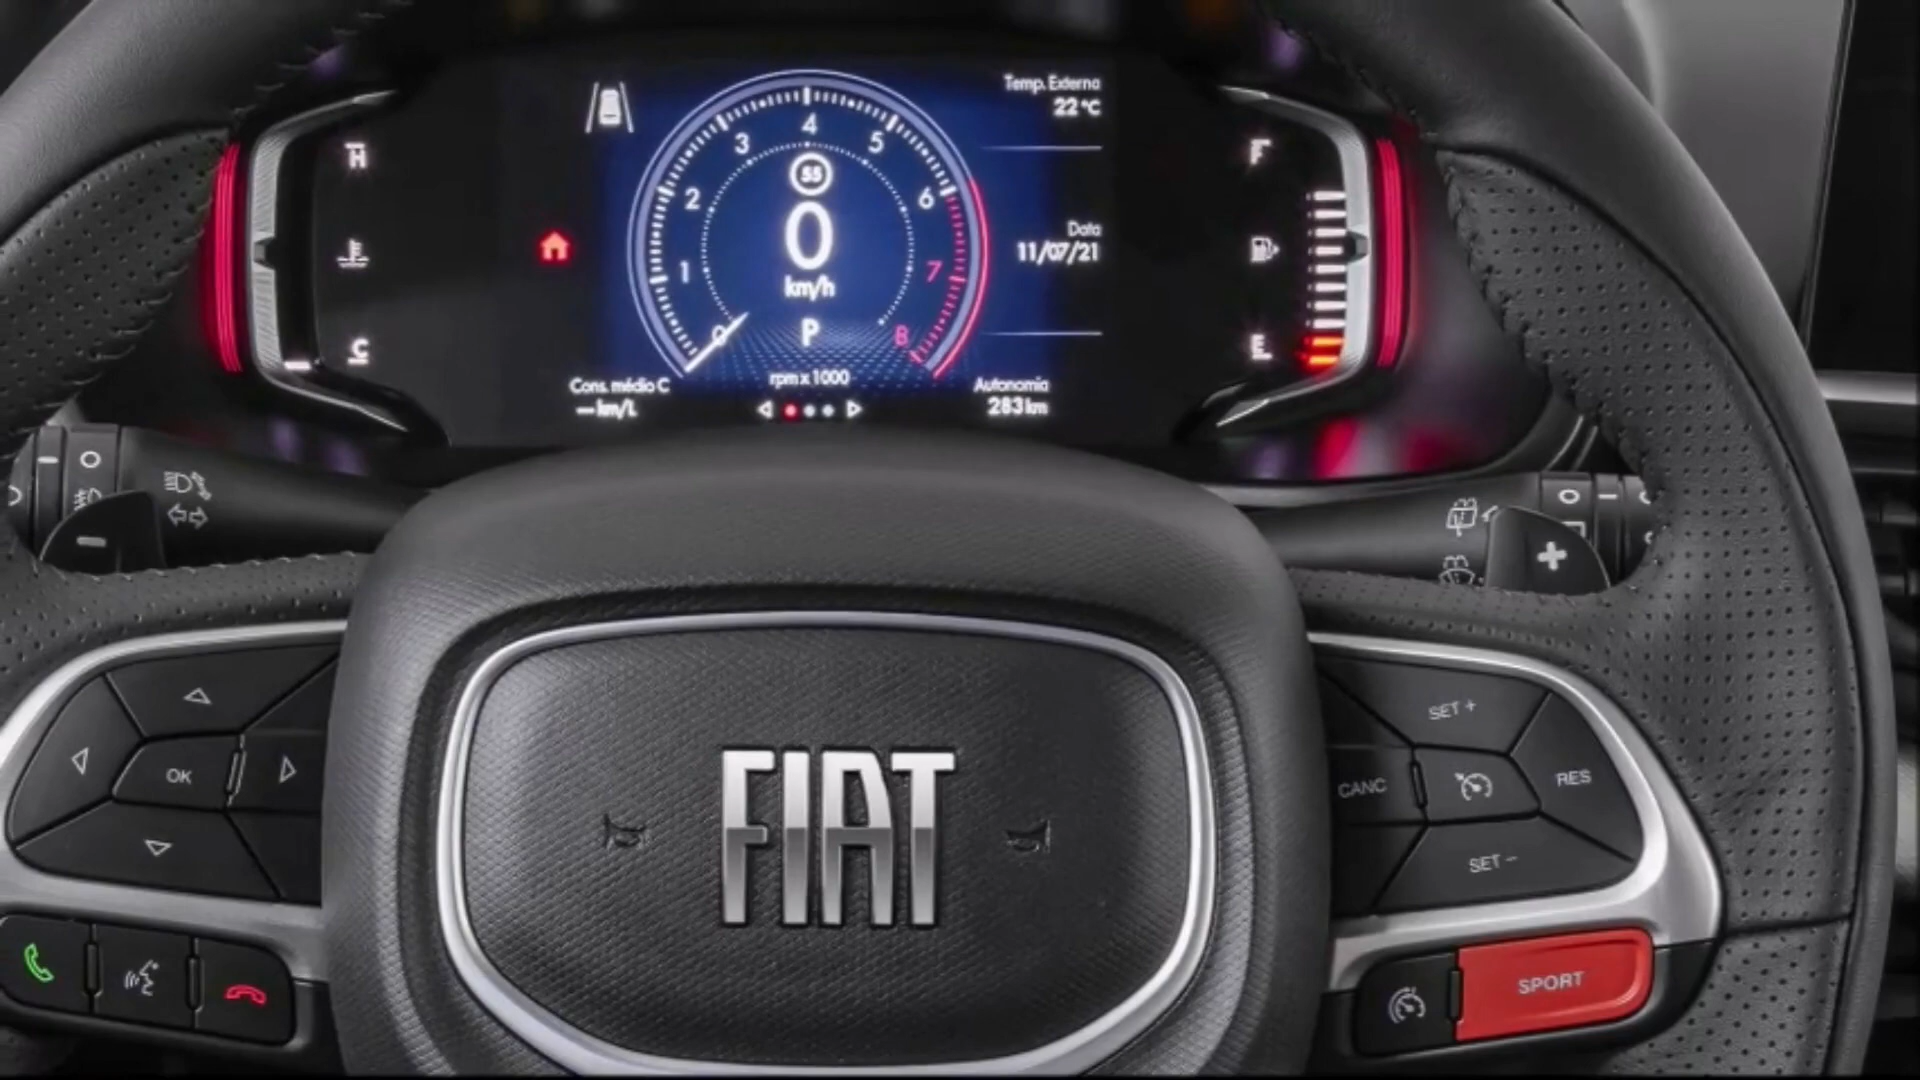 Temp. Externa
22 °C
H
F
4
3
5
55
2
6
0
Data
11/07/21
1
7
km/h
0
P
8
C
E
Cons. médio C
rpm x 1000
Autonomia
--- km/L
283 km
SET +
OK
CANC
RES
SET -
FIAT
SPORT